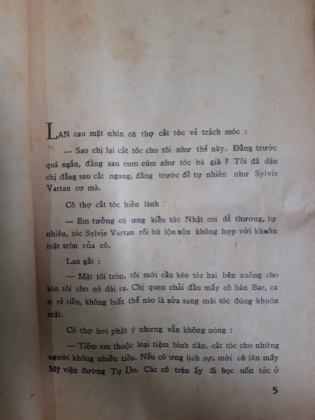 LAN cau mặt nhìn cô thợ cắt tóc vẻ trách móc :
— Sao chị lại cắt tóc cho tôi như thế này. Đằng trước
quá ngắn, đằng sau cum cúm như tóc bà già ? Tôi đã dặn
chị đằng sau cắt ngang, đằng trước để tự nhiên như Sylvie
Vartan cơ mà.
Cô thợ cắt tóc hiền lành :
— Em tưởng cô ưng kiểu tóc Nhật coi dễ thương, tự
nhiên, tóc Sylvie Vartan rối bù lộn xộn không hợp với khuôn
mặt tròn của cô.
Lan gắt :
— Mặt tôi tròn, tôi mới cần kéo tóc hai bên xuống cho
kín tôi cho nó dài ra. Chị quen chải đầu mấy cô bán Bar, ca
si rẻ tiền, không biết thế nào là sửa sang mái tóc đúng khuôn
mặt.
Cô thợ hơi phật ý nhưng vẫn không nóng :
— Tiệm em thuộc loại tiệm bình dân, cắt tóc cho những
người không nhiều tiền. Nếu cô ưng lịch sự, mời cô lên mấy
Mỹ viện đường Tự Do. Các cô trên ấy đi học uốn tóc ở
5